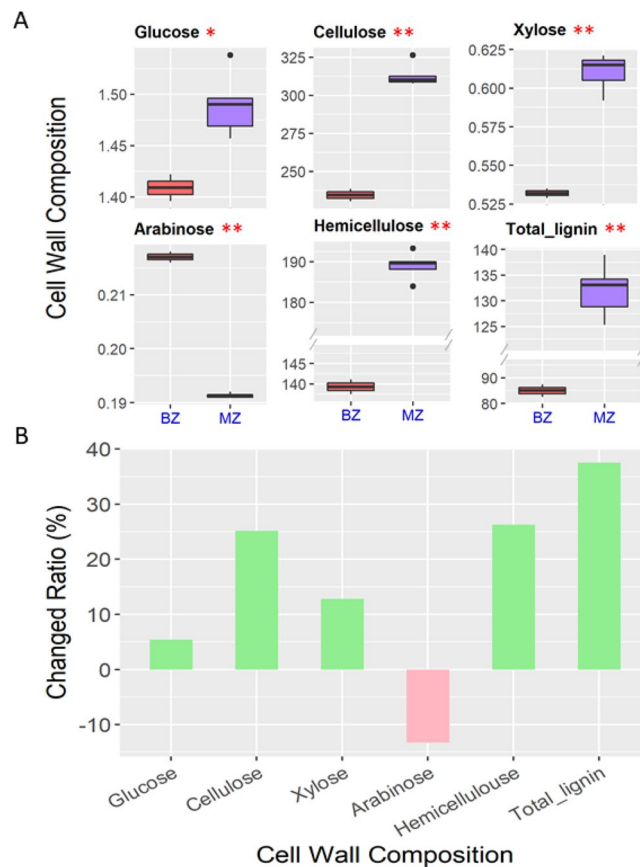 A
Glucose *
Cellulose **
Xylose **
1.50
1.45
1.40
325
300
275
250
0.625
0.600
0.575
0.550
0.525
Cell Wall Composition
Arabinose **
Hemicellulose **
Total_lignin **
0.21
0.20
0.19
190
180
145
140
135
130
125
90
85
80
BZ MZ
BZ MZ
BZ MZ
B
Changed Ratio (%)
40
30
20
10
0
-10
Glucose
Cellulose
Xylose
Arabinose
Hemicellulouse
Total_lignin
Cell Wall Composition